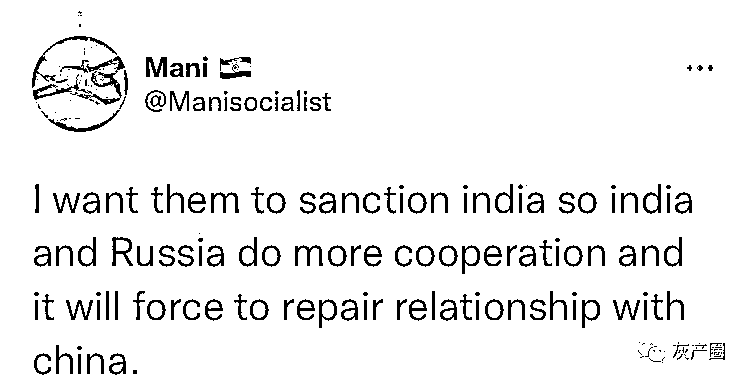 Mani
@Manisocialist
I want them to sanction india so india
and Russia do more cooperation and
it will force to repair relationship with
china.
灰产圈